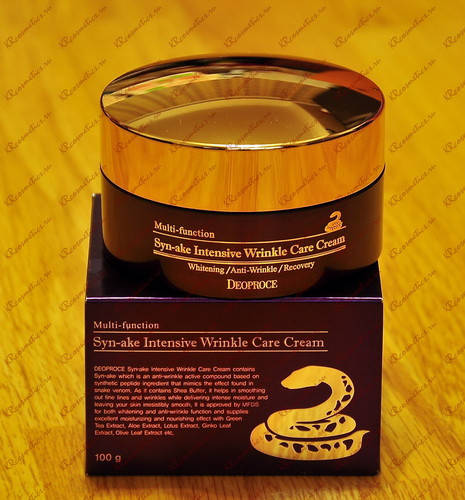 Multi-function
Syn-ake Intensive Wrinkle Care Cream
Whitening /Anti-Wrinkle / Recovery
DEOPROCE
Multi-function
Syn-ake Intensive Wrinkle Care Cream
DEOPROCE Syn-ake Intensive Wrinkle Care Cream contains
Syn-ake which is an anti-wrinkle active compound based on
synthetic peptide ingredient that mimics the effect found in
snake venom. As it contains Shea Butter, it helps in smoothing
out fine lines and wrinkles while delivering intense moisture and
leaving your skin irresistibly smooth. It is approved by MFDS
for both whitening and anti-wrinkle function and supplies
excellent moisturizing and nourishing effect with Green
Tea Extract, Aloe Extract, Lotus Extract, Ginko Leaf
Extract, Olive Leaf Extract etc.
100 g